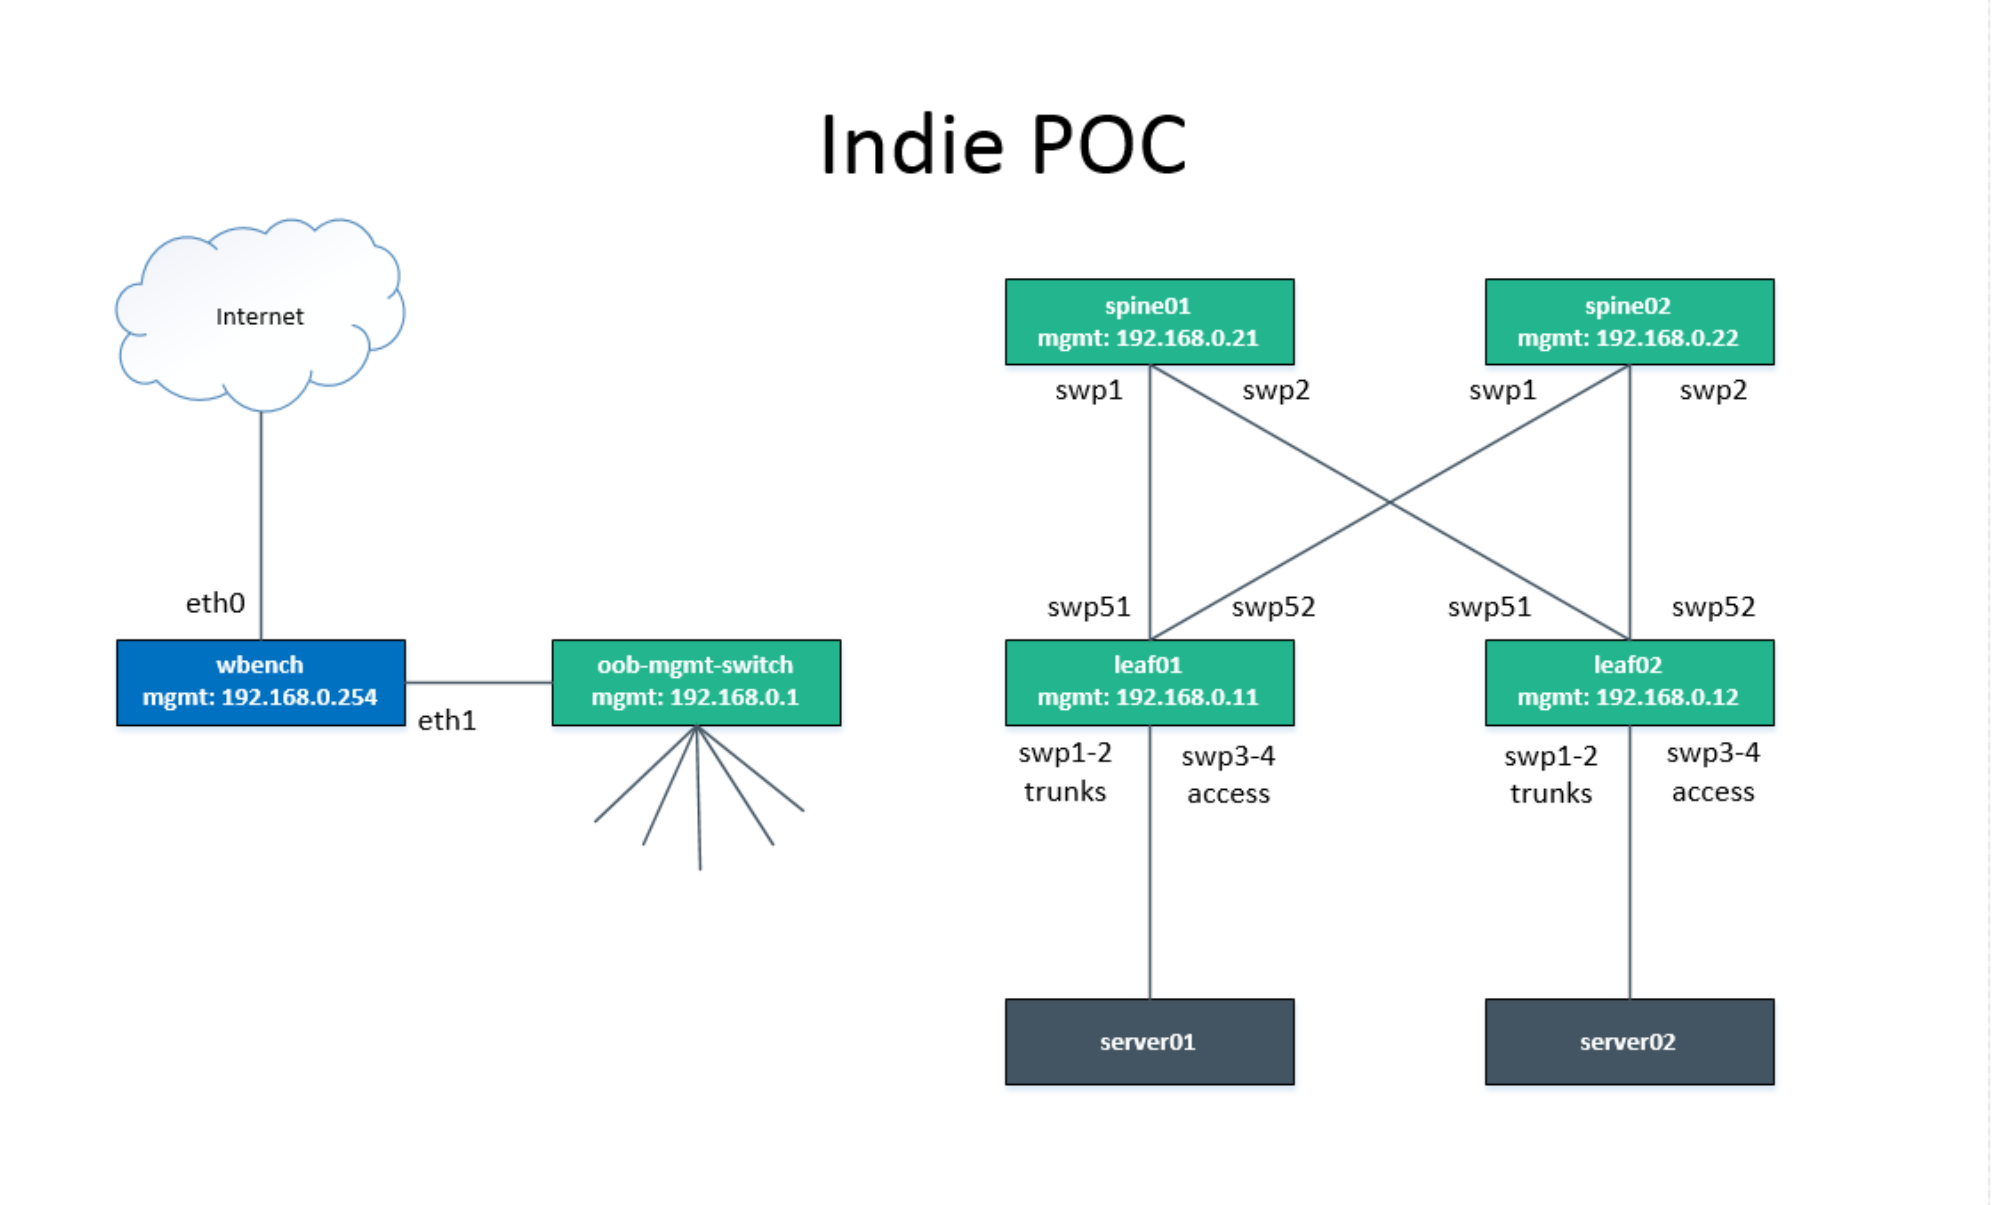 Indie POC
Internet
eth0
wbench
mgmt: 192.168.0.254
eth1
oob-mgmt-switch
mgmt: 192.168.0.1
spine01
mgmt: 192.168.0.21
swp1
swp2
spine02
mgmt: 192.168.0.22
swp1
swp2
swp51
swp52
leaf01
mgmt: 192.168.0.11
swp1-2
trunks
swp3-4
access
swp51
swp52
leaf02
mgmt: 192.168.0.12
swp1-2
trunks
swp3-4
access
server01
server02